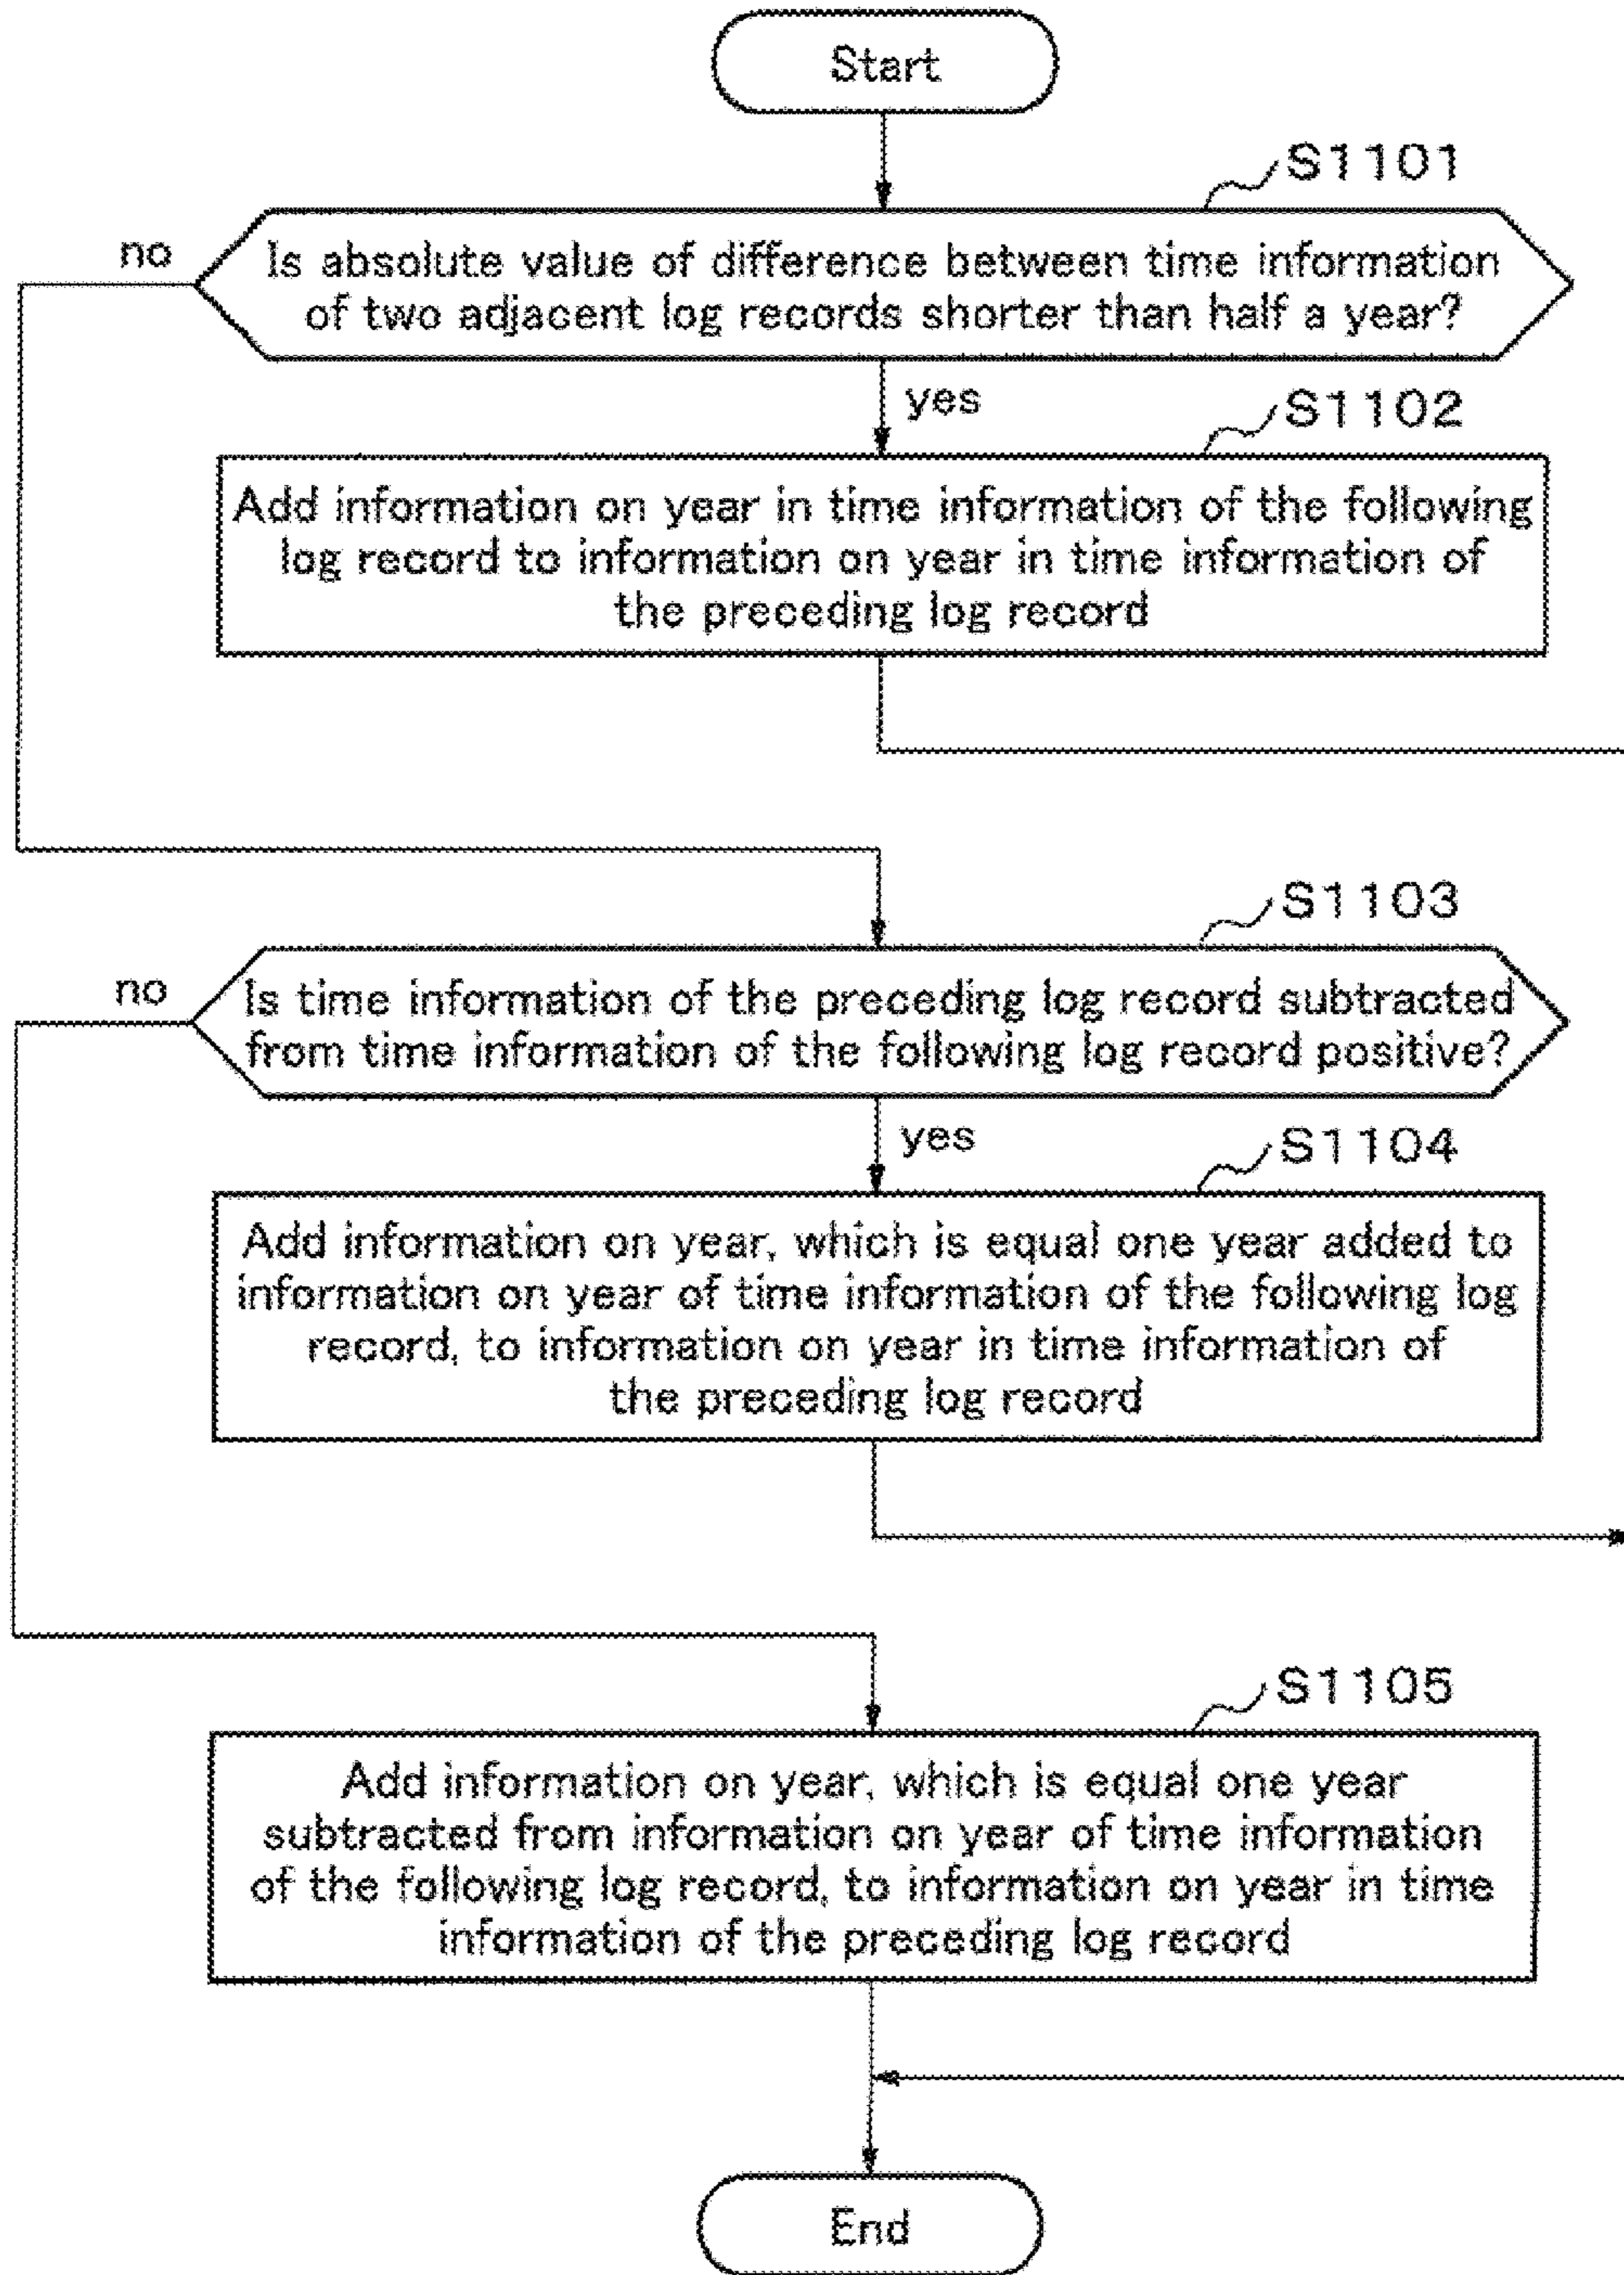 Start
S1101
no
Is absolute value of difference between time information
of two adjacent log records shorter than half a year?
yes
S1102
Add information on year in time information of the following
log record to information on year in time information of
the preceding log record
S1103
no
Is time information of the preceding log record subtracted
from time information of the following log record positive?
yes
S1104
Add information on year, which is equal one year added to
information on year of time information of the following log
record, to information on year in time information of
the preceding log record
S1105
Add information on year, which is equal one year
subtracted from information on year of time information
of the following log record, to information on year in time
information of the preceding log record
End